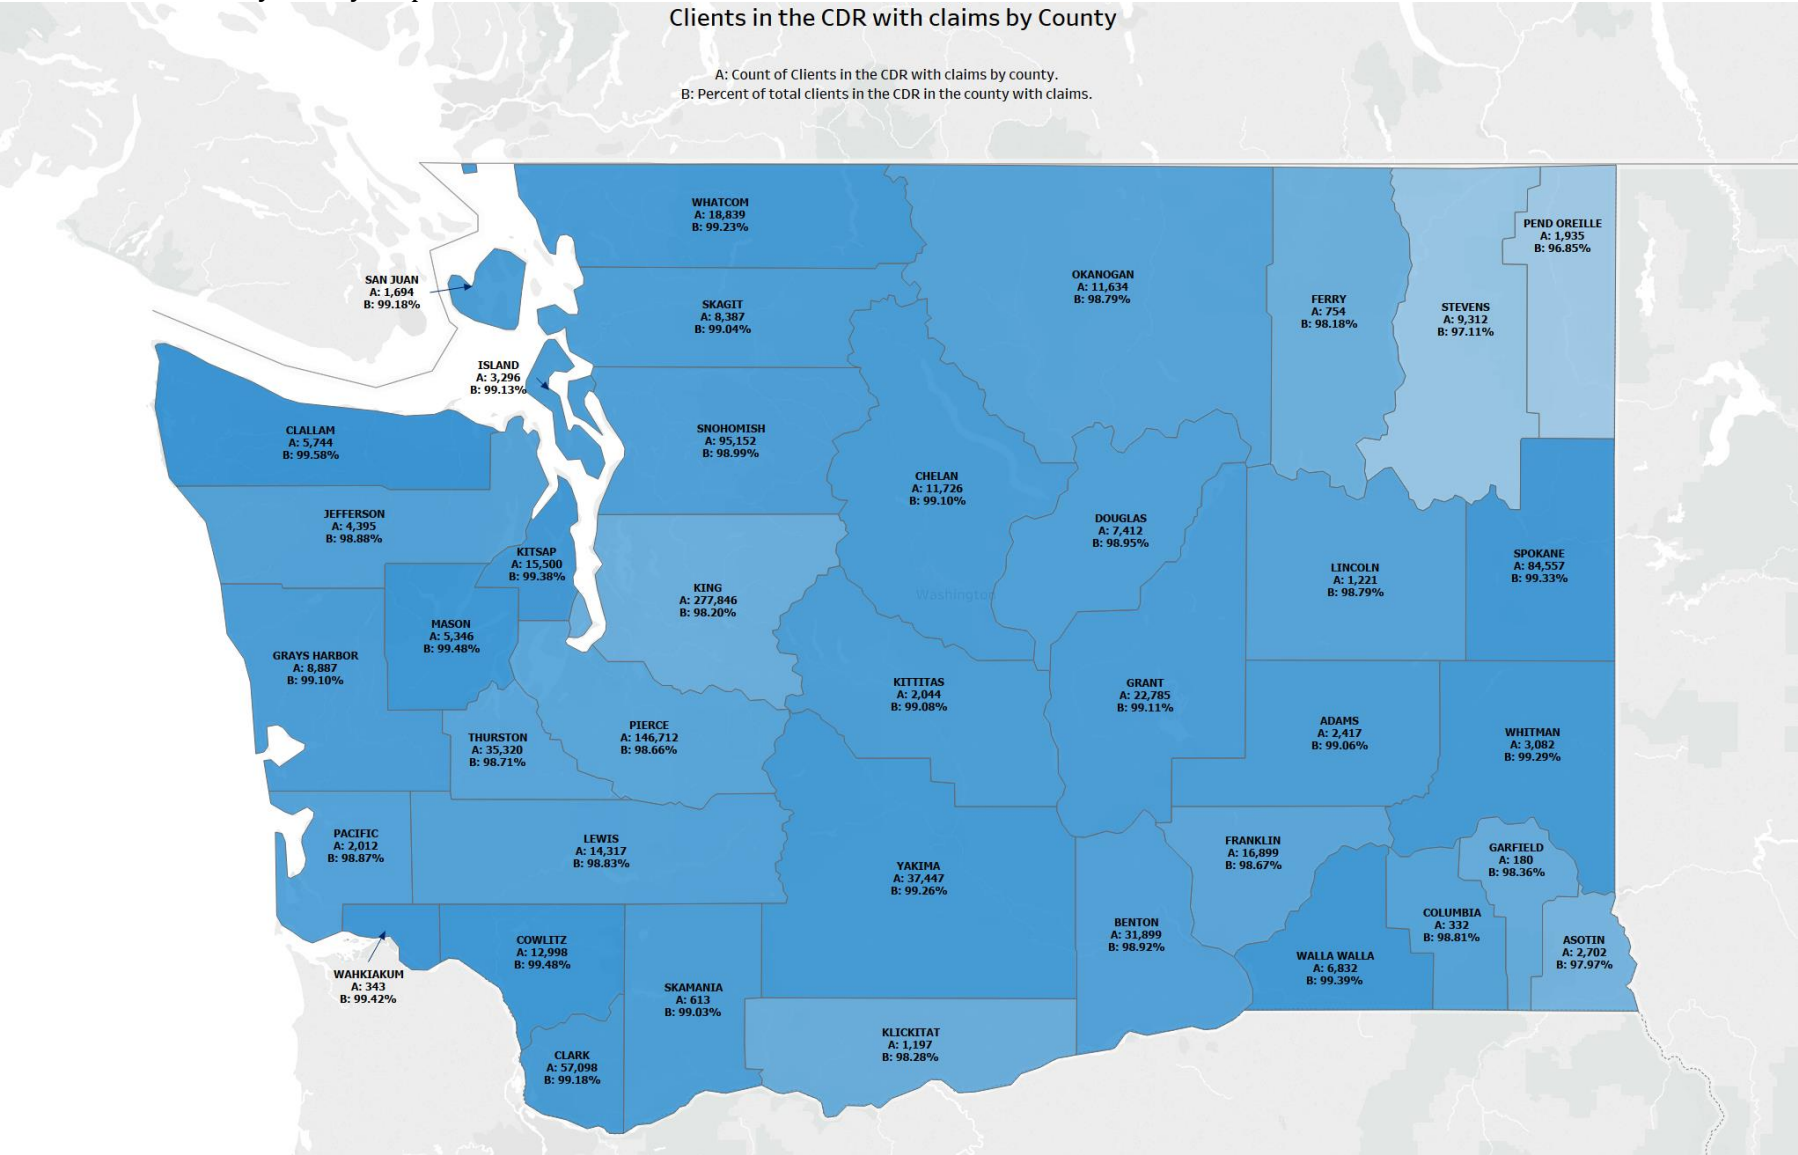 Clients in the CDR with claims by County
A: Count of Clients in the CDR with claims by county.
B: Percent of total clients in the CDR in the county with claims.
WHATCOM
A: 18,839
B: 99.23%
SAN JUAN
A: 1,694
B: 99.18%
SKAGIT
A: 8,387
B: 99.04%
OKANOGAN
A: 11,634
B: 98.79%
FERRY
A: 754
B: 98.18%
STEVENS
A: 9,312
B: 97.11%
PEND OREILLE
A: 1,935
B: 96.85%
ISLAND
A: 3,296
B: 99.13%
CLALLAM
A: 5,744
B: 99.58%
SNOHOMISH
A: 95,152
B: 98.99%
CHELAN
A: 11,726
B: 99.10%
JEFFERSON
A: 4,395
B: 98.88%
DOUGLAS
A: 7,412
B: 98.95%
KITSAP
A: 15,500
B: 99.38%
KING
A: 277,846
B: 98.20%
Washington
LINCOLN
A: 1,221
B: 98.79%
SPOKANE
A: 84,557
B: 99.33%
MASON
A: 5,346
B: 99.48%
GRAYS HARBOR
A: 8,887
B: 99.10%
KITTITAS
A: 2,044
B: 99.08%
GRANT
A: 22,785
B: 99.11%
THURSTON
A: 35,320
B: 98.71%
PIERCE
A: 146,712
B: 98.66%
ADAMS
A: 2,417
B: 99.06%
WHITMAN
A: 3,082
B: 99.29%
PACIFIC
A: 2,012
B: 98.87%
LEWIS
A: 14,317
B: 98.83%
YAKIMA
A: 37,447
B: 99.26%
FRANKLIN
A: 16,899
B: 98.67%
GARFIELD
A: 180
B: 98.36%
BENTON
A: 31,899
B: 98.92%
COLUMBIA
A: 332
B: 98.81%
ASOTIN
A: 2,702
B: 97.97%
WAHKIAKUM
A: 343
B: 99.42%
COWLITZ
A: 12,998
B: 99.48%
SKAMANIA
A: 613
B: 99.03%
WALLA WALLA
A: 6,832
B: 99.39%
CLARK
A: 57,098
B: 99.18%
KLICKITAT
A: 1,197
B: 98.28%